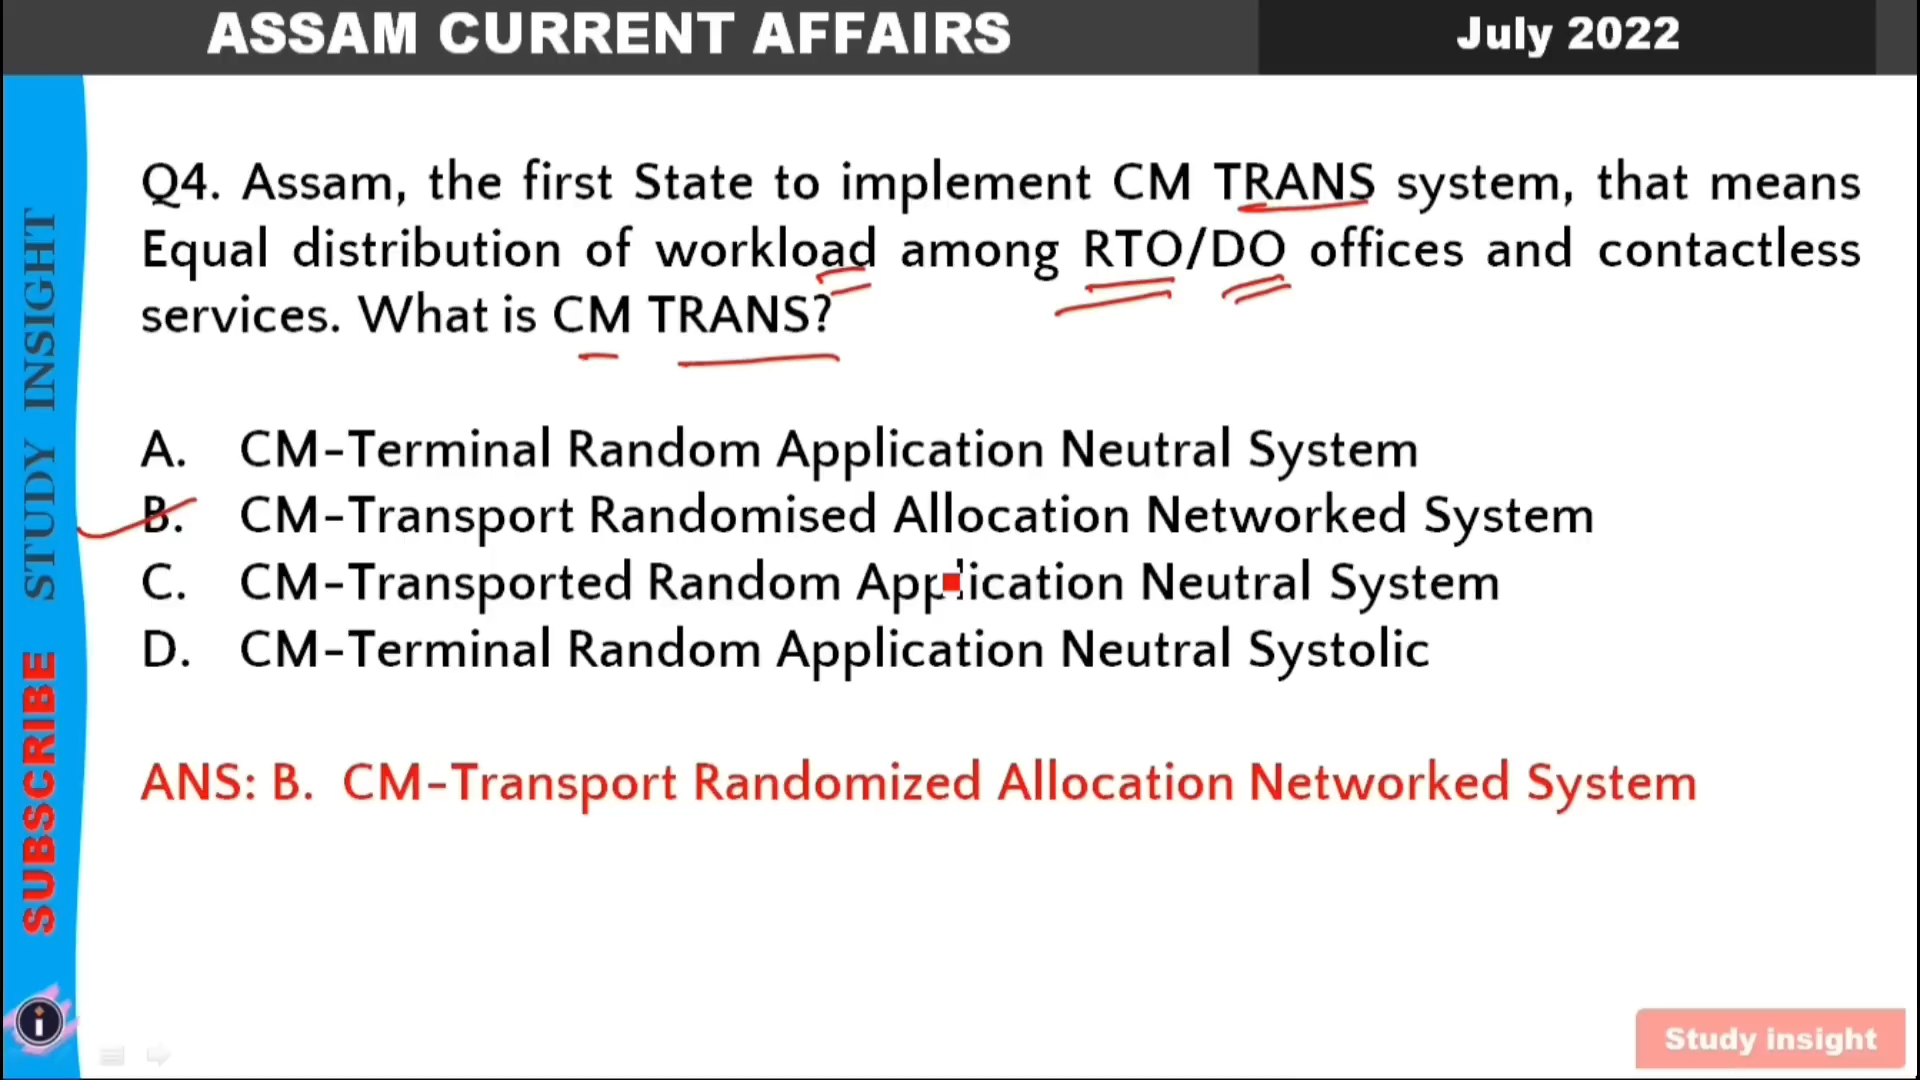 ASSAM CURRENT AFFAIRS
July 2022
Q4. Assam, the first State to implement CM TRANS system, that means
Equal distribution of workload among RTO/DO offices and contactless
services. What is CM TRANS?
A. CM-Terminal Random Application Neutral System
B. CM-Transport Randomised Allocation Networked System
C. CM-Transported Random Application Neutral System
D. CM-Terminal Random Application Neutral Systolic
ANS: B. CM-Transport Randomized Allocation Networked System
SUBSCRIBE STUDY INSIGHT
i
Study insight